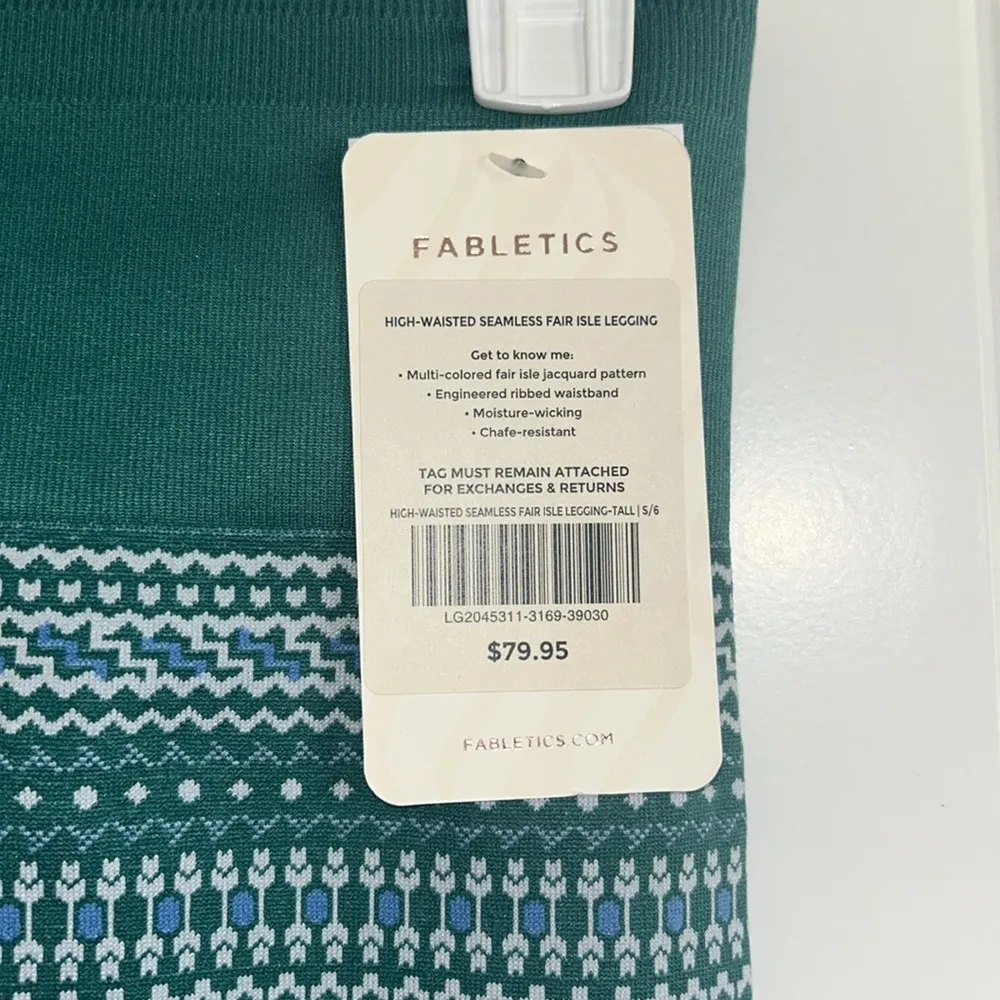 FABLETICS
HIGH-WAISTED SEAMLESS FAIR ISLE LEGGING
Get to know me:
• Multi-colored fair isle jacquard pattern
• Engineered ribbed waistband
• Moisture-wicking
• Chafe-resistant
TAG MUST REMAIN ATTACHED
FOR EXCHANGES & RETURNS
HIGH-WAISTED SEAMLESS FAIR ISLE LEGGING-TALL | S/6
LG2045311-3169-39030
$79.95
FABLETICS.COM